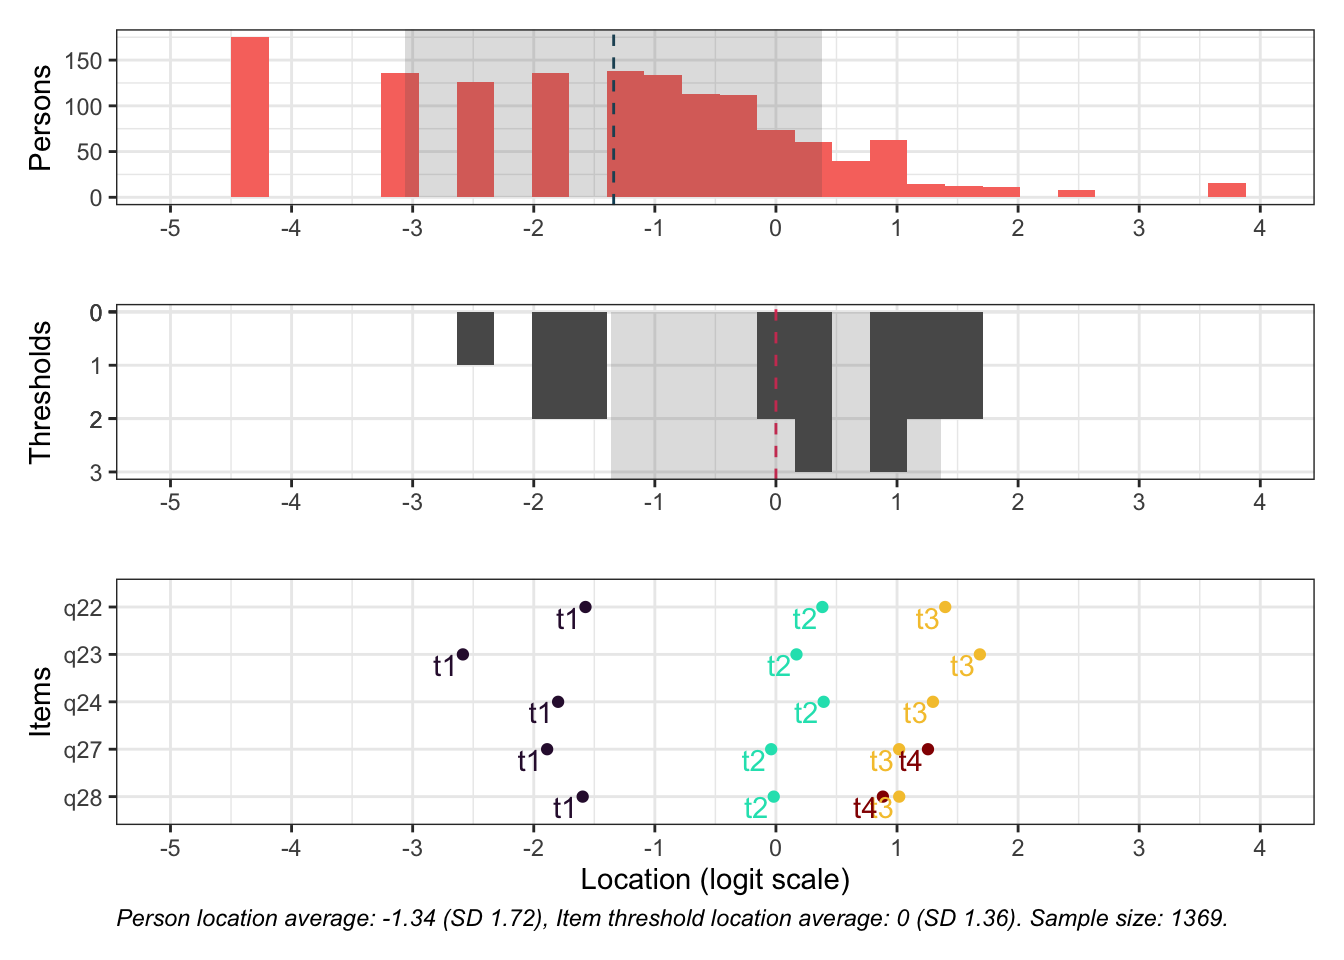 Persons
150
100
50
0
-5 -4 -3 -2 -1 0 1 2 3 4
Thresholds
0
1
2
3
-5 -4 -3 -2 -1 0 1 2 3 4
Items
q22 t1 t2 t3
q23 t1 t2 t3
q24 t1 t2 t3
q27 t1 t2 t3 t4
q28 t1 t2 t4 t3
-5 -4 -3 -2 -1 0 1 2 3 4
Location (logit scale)
Person location average: -1.34 (SD 1.72), Item threshold location average: 0 (SD 1.36). Sample size: 1369.